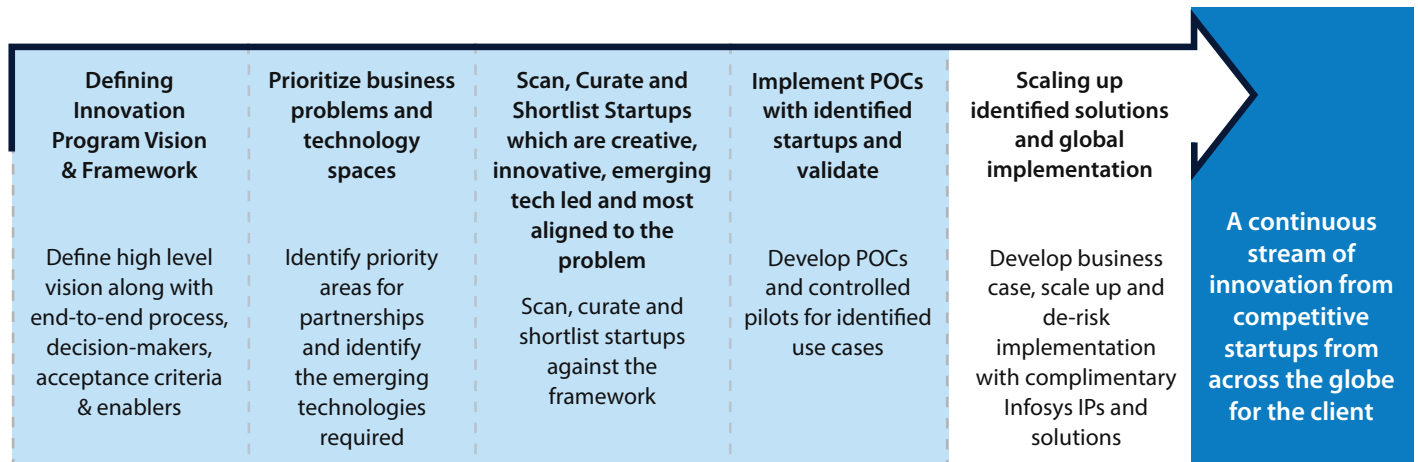 Defining
Innovation
Program Vision
& Framework
Define high level
vision along with
end-to-end process,
decision-makers,
acceptance criteria
& enablers
Prioritize business
problems and
technology
spaces
Identify priority
areas for
partnerships
and identify
the emerging
technologies
required
Scan, Curate and
Shortlist Startups
which are creative,
innovative, emerging
tech led and most
aligned to the
problem
Scan, curate and
shortlist startups
against the
framework
Implement POCs
with identified
startups and
validate
Develop POCs
and controlled
pilots for identified
use cases
Scaling up
identified solutions
and global
implementation
Develop business
case, scale up and
de-risk
implementation
with complimentary
Infosys IPs and
solutions
A continuous
stream of
innovation from
competitive
startups from
across the globe
for the client